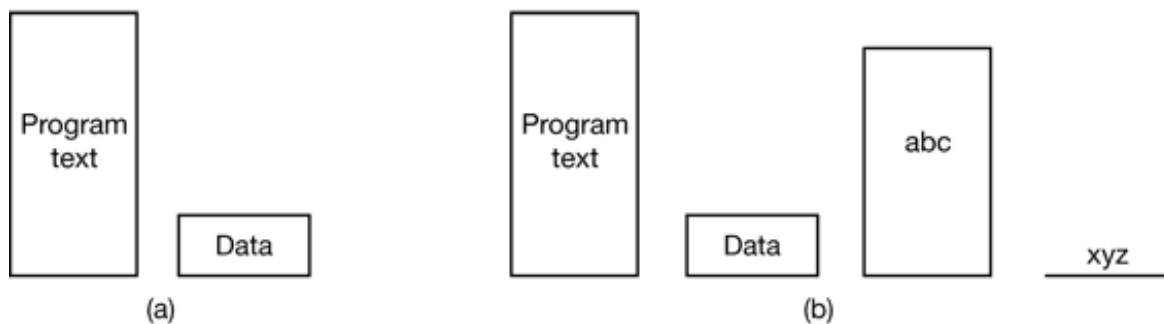 Program
text
Data
(a)
Program
text
Data
abc
xyz
(b)